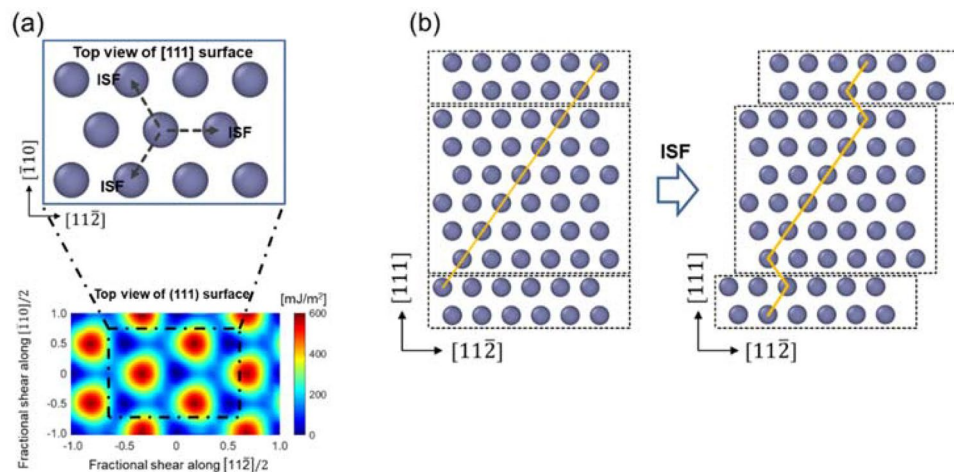 (a)
Top view of [111] surface
ISF
ISF
ISF
[1̅10]
[112̅]
Top view of (111) surface
[mJ/m²]
Fractional shear along [1̅10]/2
1.0
0.5
0
-0.5
-1.0
-1.0 -0.5 0 0.5 1.0
Fractional shear along [112̅]/2
600
400
200
0
(b)
ISF
[111]
[112̅]
[111]
[112̅]